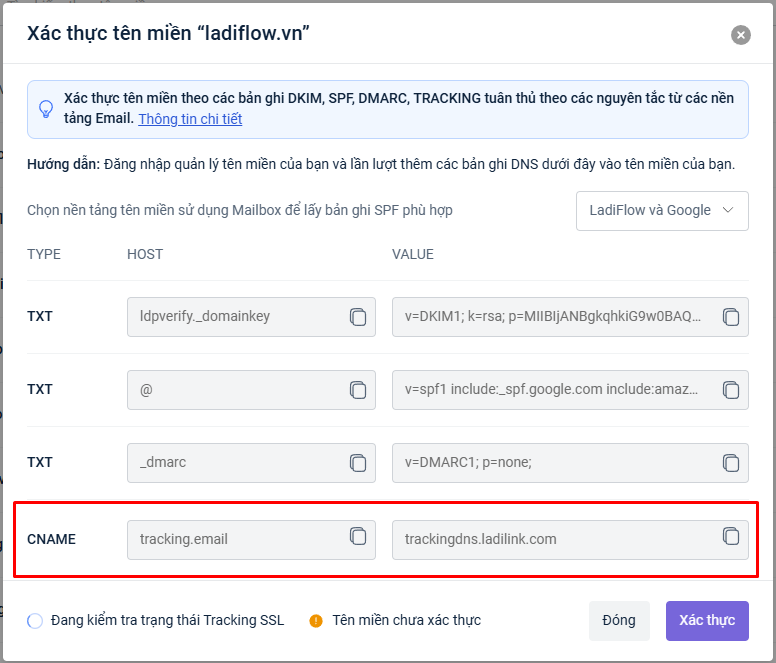 Xác thực tên miền “ladiflow.vn”
Xác thực tên miền theo các bản ghi DKIM, SPF, DMARC, TRACKING tuân thủ theo các nguyên tắc từ các nền
tảng Email. Thông tin chi tiết
Hướng dẫn: Đăng nhập quản lý tên miền của bạn và lần lượt thêm các bản ghi DNS dưới đây vào tên miền của bạn.
Chọn nền tảng tên miền sử dụng Mailbox để lấy bản ghi SPF phù hợp LadiFlow và Google
TYPE HOST VALUE
TXT ldpverify._domainkey v=DKIM1; k=rsa; p=MIIBIjANBgkqhkiG9w0BAQ...
TXT @ v=spf1 include:_spf.google.com include:amaz...
TXT _dmarc v=DMARC1; p=none;
CNAME tracking.email trackingdns.ladilink.com
Đang kiểm tra trạng thái Tracking SSL Tên miền chưa xác thực Đóng Xác thực